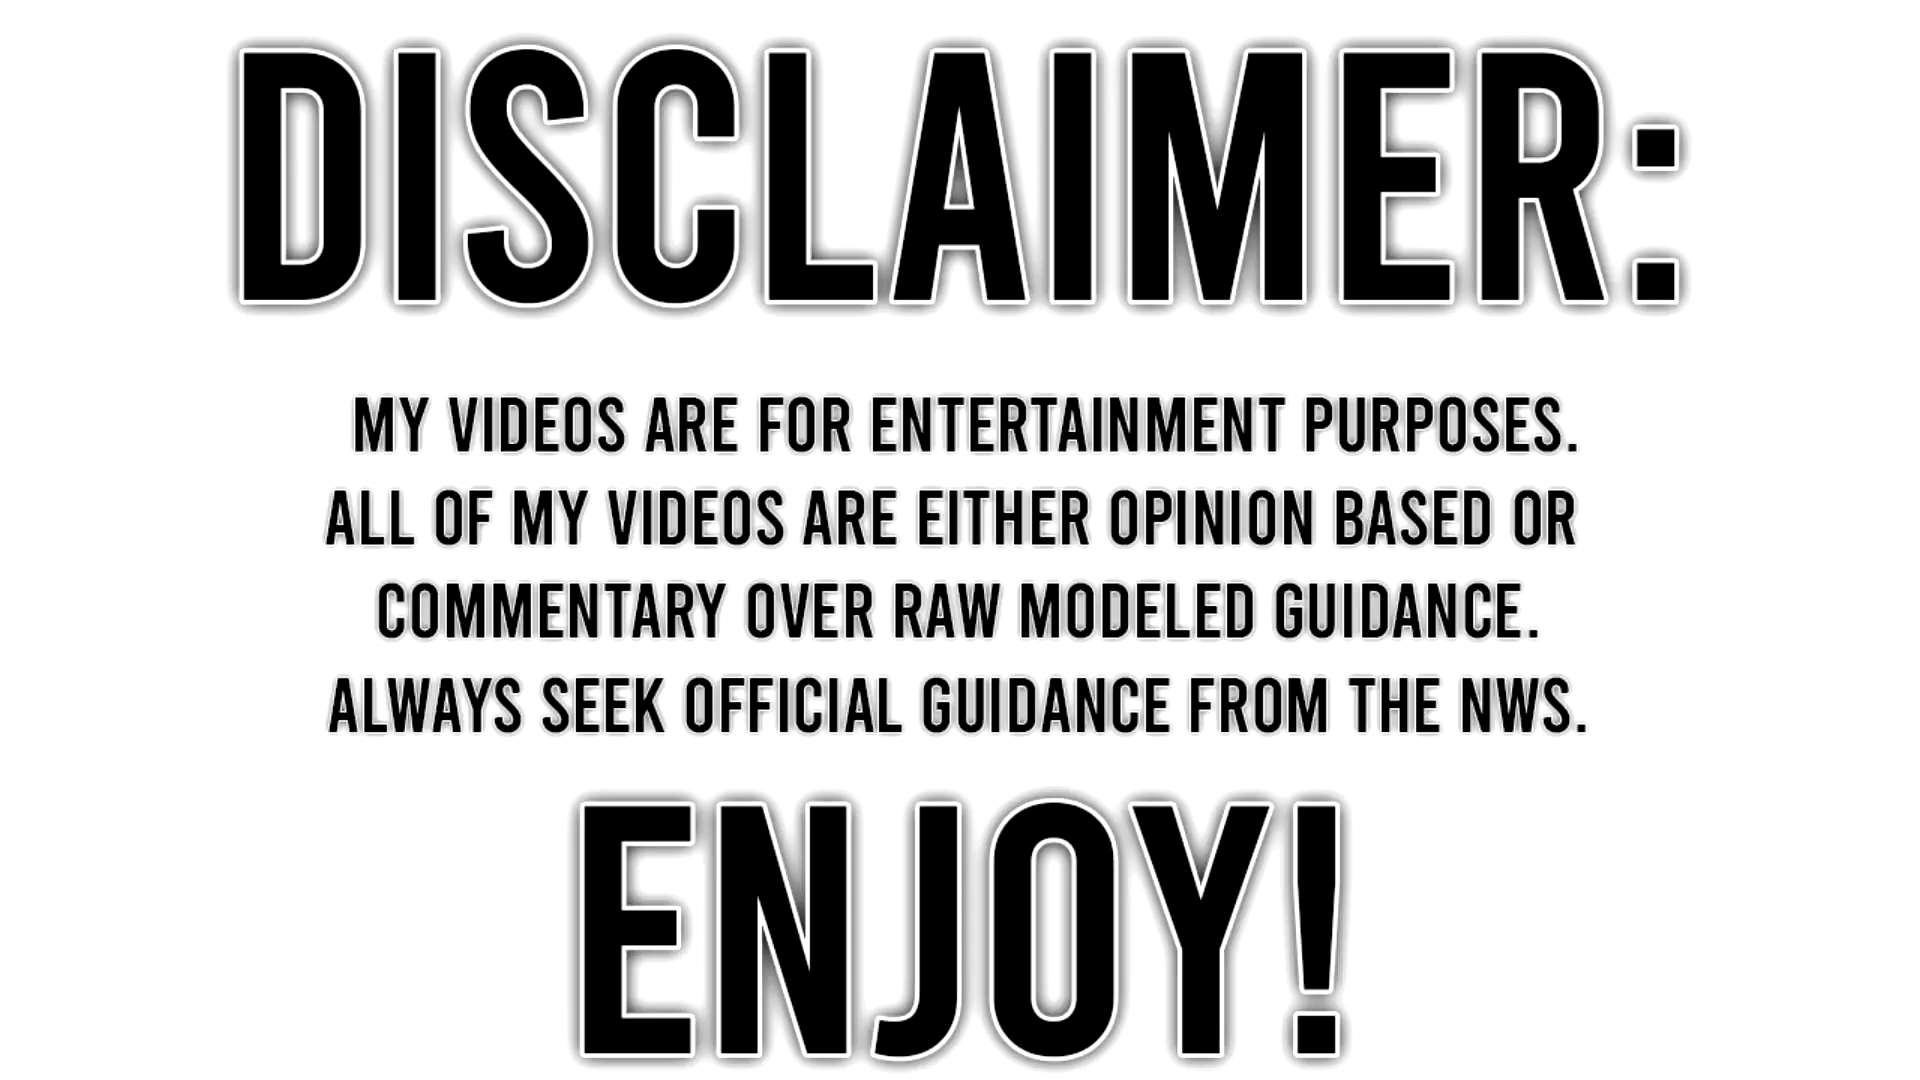 DISCLAIMER:
MY VIDEOS ARE FOR ENTERTAINMENT PURPOSES.
ALL OF MY VIDEOS ARE EITHER OPINION BASED OR
COMMENTARY OVER RAW MODELED GUIDANCE.
ALWAYS SEEK OFFICIAL GUIDANCE FROM THE NWS.
ENJOY!